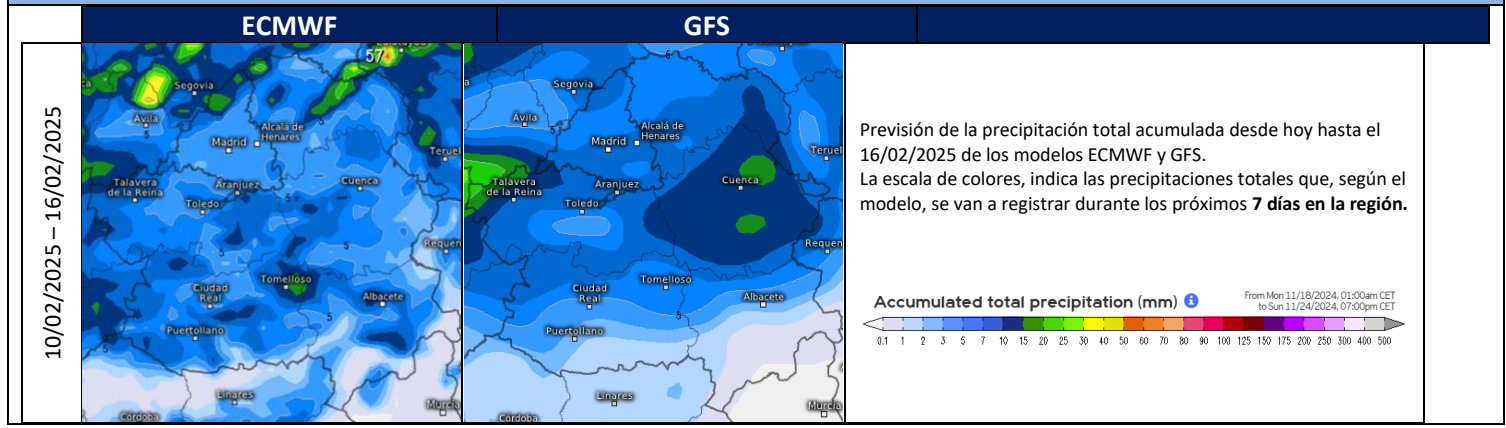 ECMWF
GFS
10/02/2025 – 16/02/2025
57
Segovia
Ávila
5
Madrid
Alcalá de
Henares
Teruel
Talavera
de la Reina
Aranjuez
Cuenca
Toledo
5
5
Requen
Tomelloso
Ciudad
Real
Albacete
Puertollano
5
Linares
Córdoba
Murcia
5
Segovia
Ávila
5
Madrid
Alcalá de
Henares
Teruel
Talavera
de la Reina
Aranjuez
Cuenca
Toledo
Requen
Tomelloso
Ciudad
Real
Albacete
5
Puertollano
Linares
Córdoba
Murcia
Previsión de la precipitación total acumulada desde hoy hasta el
16/02/2025 de los modelos ECMWF y GFS.
La escala de colores, indica las precipitaciones totales que, según el
modelo, se van a registrar durante los próximos 7 días en la región.
Accumulated total precipitation (mm) i
From Mon 11/18/2024, 01:00am CET
to Sun 11/24/2024, 07:00pm CET
0.1 1 2 3 5 7 10 15 20 25 30 40 50 60 70 80 90 100 125 150 175 200 250 300 400 500